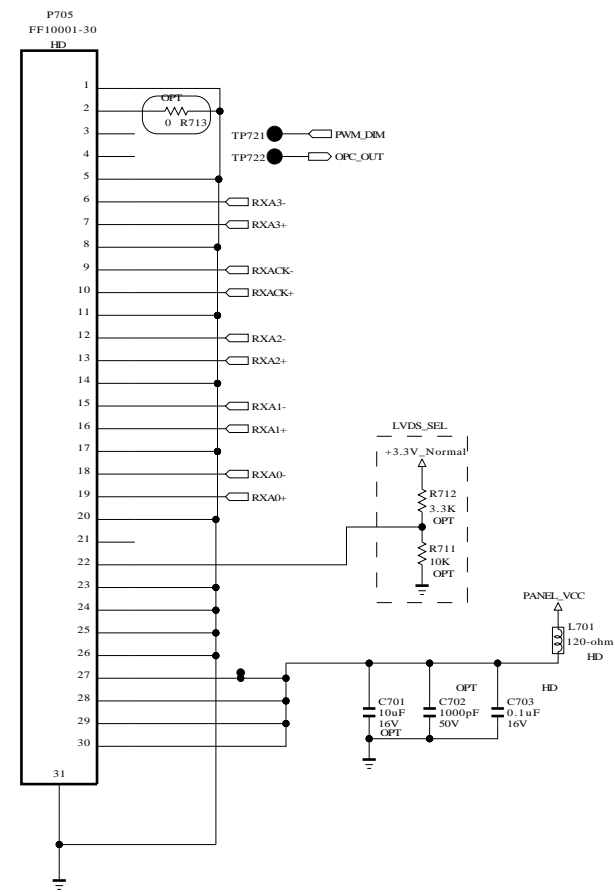 P705
FF10001-30
HD
1
OPT
2
0 R713
3
TP721
PWM_DIM
4
TP722
OPC_OUT
5
6
RXA3-
7
RXA3+
8
9
RXACK-
10
RXACK+
11
12
RXA2-
13
RXA2+
14
15
RXA1-
16
RXA1+
17
18
RXA0-
19
RXA0+
20
21
22
LVDS_SEL
+3.3V_Normal
R712
3.3K
OPT
R711
10K
OPT
23
24
25
26
27
28
29
30
31
PANEL_VCC
L701
120-ohm
HD
C701
10uF
16V
OPT
OPT
C702
1000pF
50V
HD
C703
0.1uF
16V